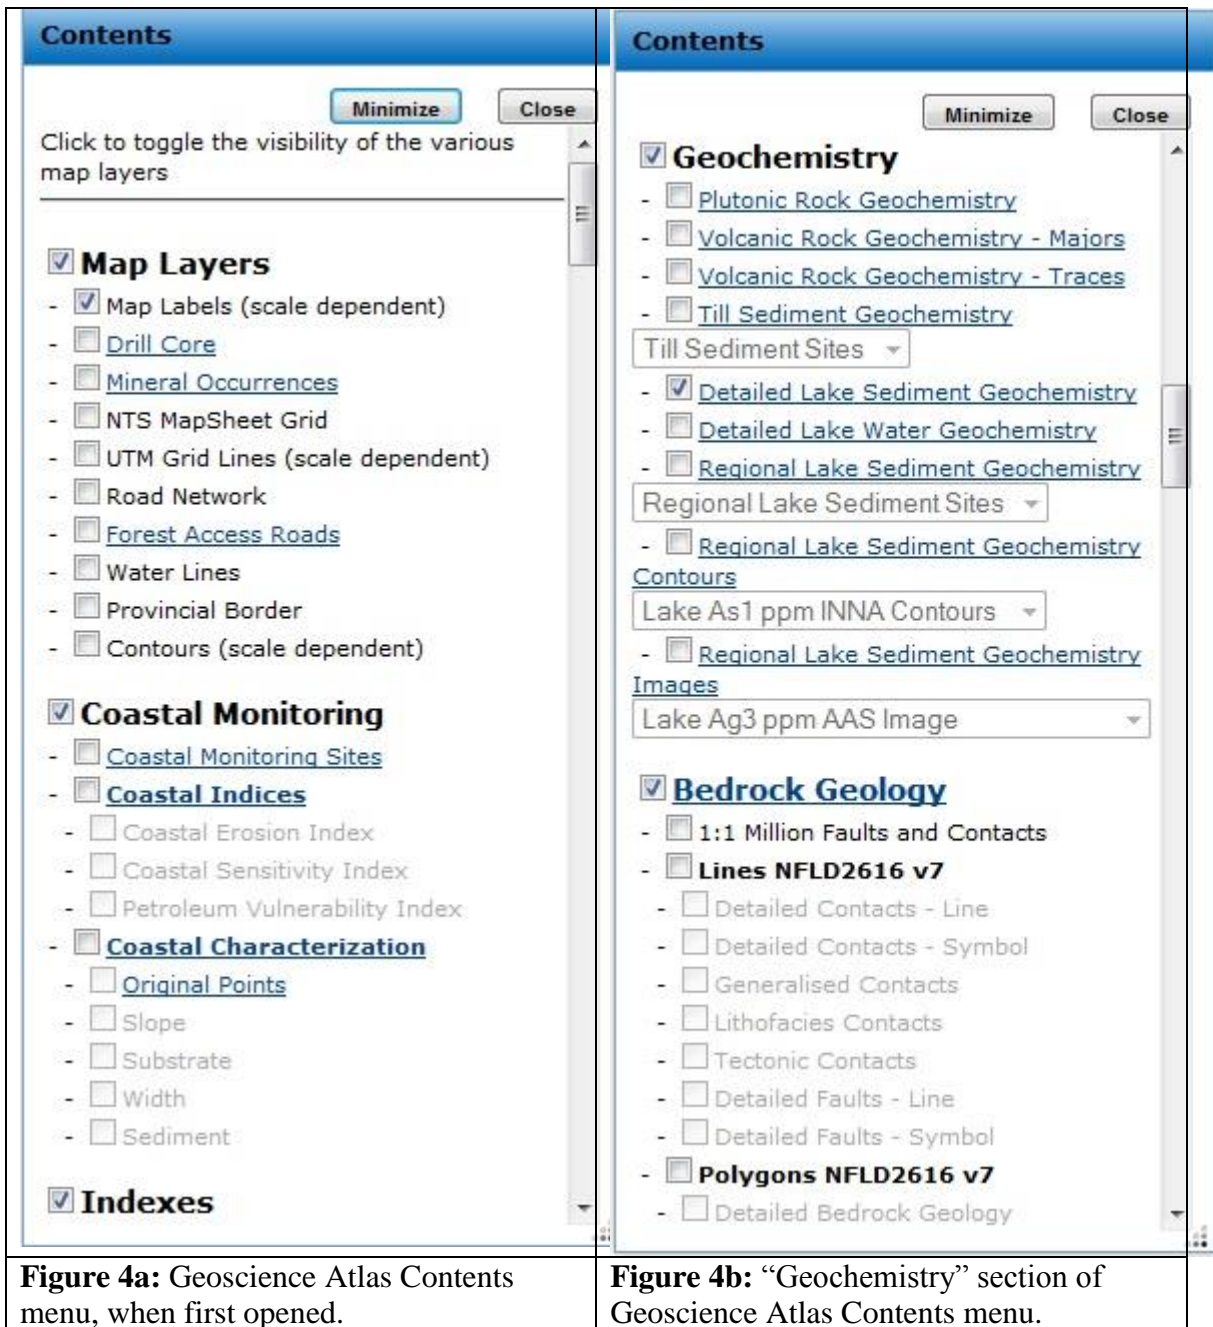 Contents
Minimize Close
Click to toggle the visibility of the various
map layers
Map Layers
- Map Labels (scale dependent)
- Drill Core
- Mineral Occurrences
- NTS MapSheet Grid
- UTM Grid Lines (scale dependent)
- Road Network
- Forest Access Roads
- Water Lines
- Provincial Border
- Contours (scale dependent)
Coastal Monitoring
- Coastal Monitoring Sites
- Coastal Indices
- Coastal Erosion Index
- Coastal Sensitivity Index
- Petroleum Vulnerability Index
- Coastal Characterization
- Original Points
- Slope
- Substrate
- Width
- Sediment
Indexes
Figure 4a: Geoscience Atlas Contents
menu, when first opened.
Contents
Minimize Close
Geochemistry
- Plutonic Rock Geochemistry
- Volcanic Rock Geochemistry - Majors
- Volcanic Rock Geochemistry - Traces
- Till Sediment Geochemistry
Till Sediment Sites
- Detailed Lake Sediment Geochemistry
- Detailed Lake Water Geochemistry
- Regional Lake Sediment Geochemistry
Regional Lake Sediment Sites
- Regional Lake Sediment Geochemistry
Contours
Lake As1 ppm INNA Contours
- Regional Lake Sediment Geochemistry
Images
Lake Ag3 ppm AAS Image
Bedrock Geology
- 1:1 Million Faults and Contacts
- Lines NFLD2616 v7
- Detailed Contacts - Line
- Detailed Contacts - Symbol
- Generalised Contacts
- Lithofacies Contacts
- Tectonic Contacts
- Detailed Faults - Line
- Detailed Faults - Symbol
- Polygons NFLD2616 v7
- Detailed Bedrock Geology
Figure 4b: “Geochemistry” section of
Geoscience Atlas Contents menu.